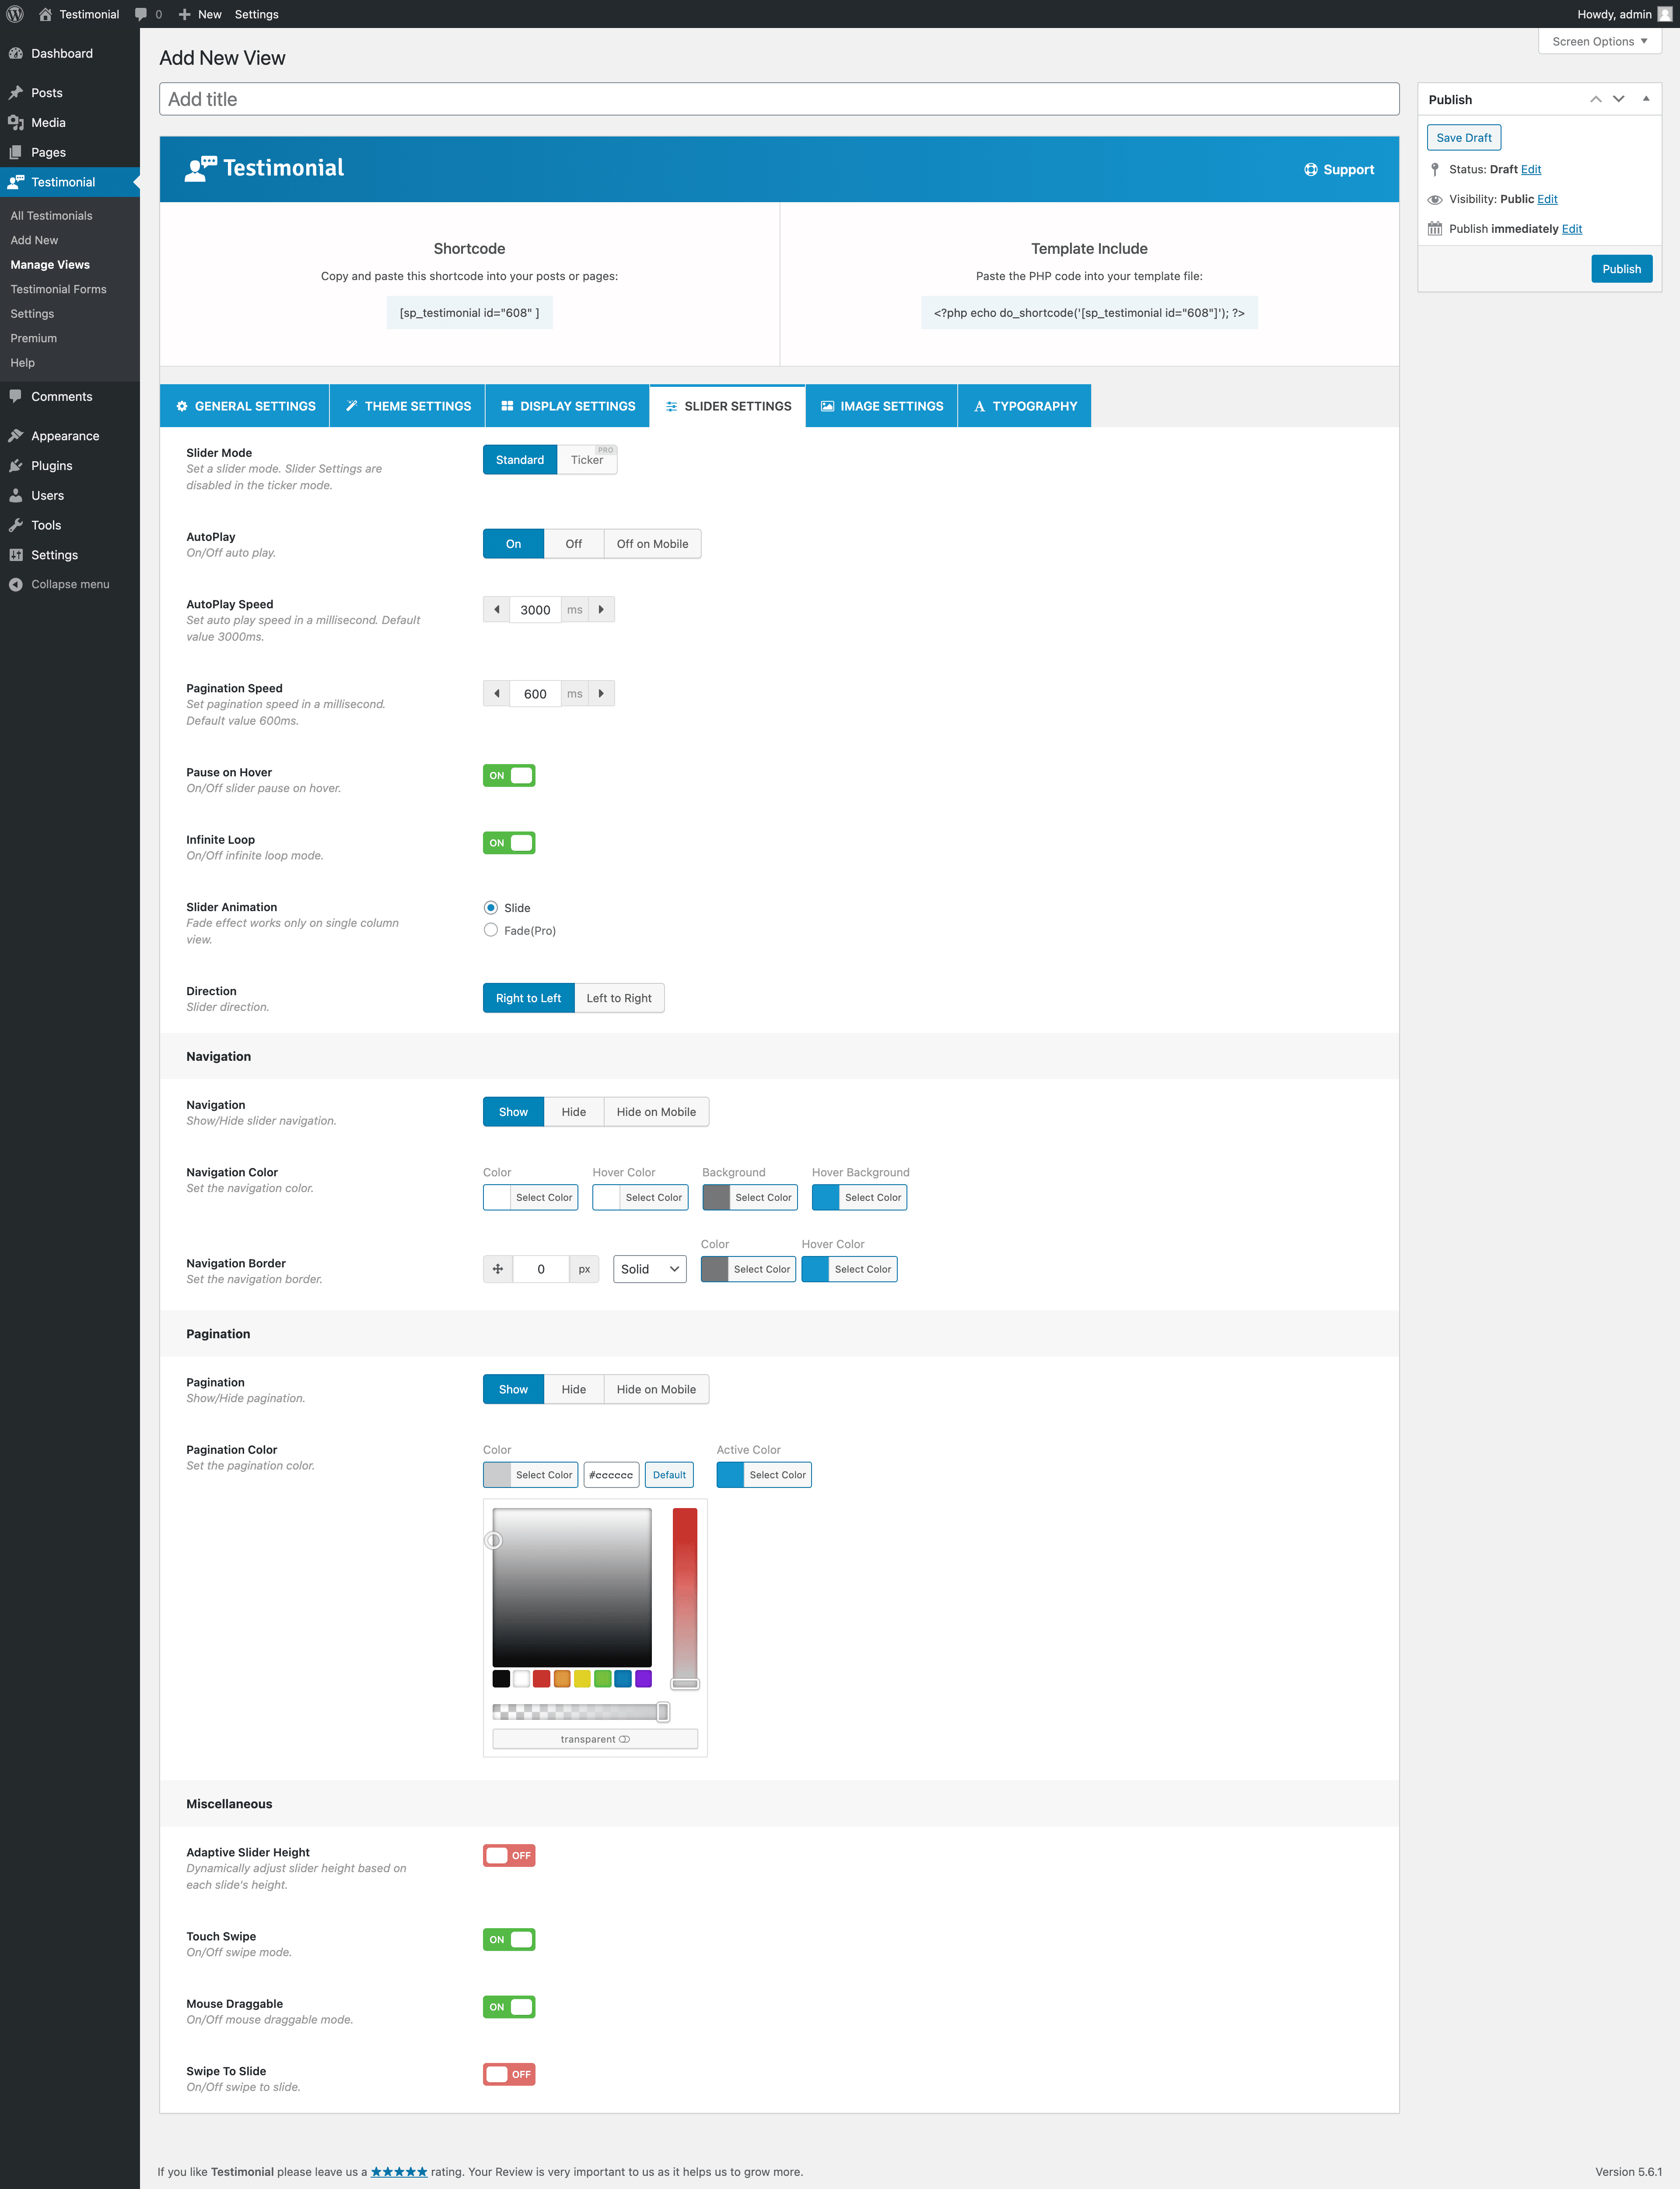 Testimonial
0
New
Settings
Howdy, admin
Dashboard
Posts
Media
Pages
Testimonial
All Testimonials
Add New
Manage Views
Testimonial Forms
Settings
Premium
Help
Comments
Appearance
Plugins
Users
Tools
Settings
Collapse menu
Screen Options
Add New View
Add title
Testimonial
Support
Shortcode
Copy and paste this shortcode into your posts or pages:
[sp_testimonial id="608" ]
Template Include
Paste the PHP code into your template file:
<?php echo do_shortcode('[sp_testimonial id="608"]'); ?>
GENERAL SETTINGS
THEME SETTINGS
DISPLAY SETTINGS
SLIDER SETTINGS
IMAGE SETTINGS
TYPOGRAPHY
Slider Mode
Set a slider mode. Slider Settings are
disabled in the ticker mode.
Standard
Ticker
PRO
AutoPlay
On/Off auto play.
On
Off
Off on Mobile
AutoPlay Speed
Set auto play speed in a millisecond. Default
value 3000ms.
3000
ms
Pagination Speed
Set pagination speed in a millisecond.
Default value 600ms.
600
ms
Pause on Hover
On/Off slider pause on hover.
ON
Infinite Loop
On/Off infinite loop mode.
ON
Slider Animation
Fade effect works only on single column
view.
Slide
Fade(Pro)
Direction
Slider direction.
Right to Left
Left to Right
Navigation
Navigation
Show/Hide slider navigation.
Show
Hide
Hide on Mobile
Navigation Color
Set the navigation color.
Color
Select Color
Hover Color
Select Color
Background
Select Color
Hover Background
Select Color
Navigation Border
Set the navigation border.
0
px
Solid
Color
Select Color
Hover Color
Select Color
Pagination
Pagination
Show/Hide pagination.
Show
Hide
Hide on Mobile
Pagination Color
Set the pagination color.
Color
Select Color
#cccccc
Default
Active Color
Select Color
transparent
Miscellaneous
Adaptive Slider Height
Dynamically adjust slider height based on
each slide's height.
OFF
Touch Swipe
On/Off swipe mode.
ON
Mouse Draggable
On/Off mouse draggable mode.
ON
Swipe To Slide
On/Off swipe to slide.
OFF
Publish
Save Draft
Status: Draft Edit
Visibility: Public Edit
Publish immediately Edit
Publish
If you like Testimonial please leave us a ★★★★★ rating. Your Review is very important to us as it helps us to grow more.
Version 5.6.1